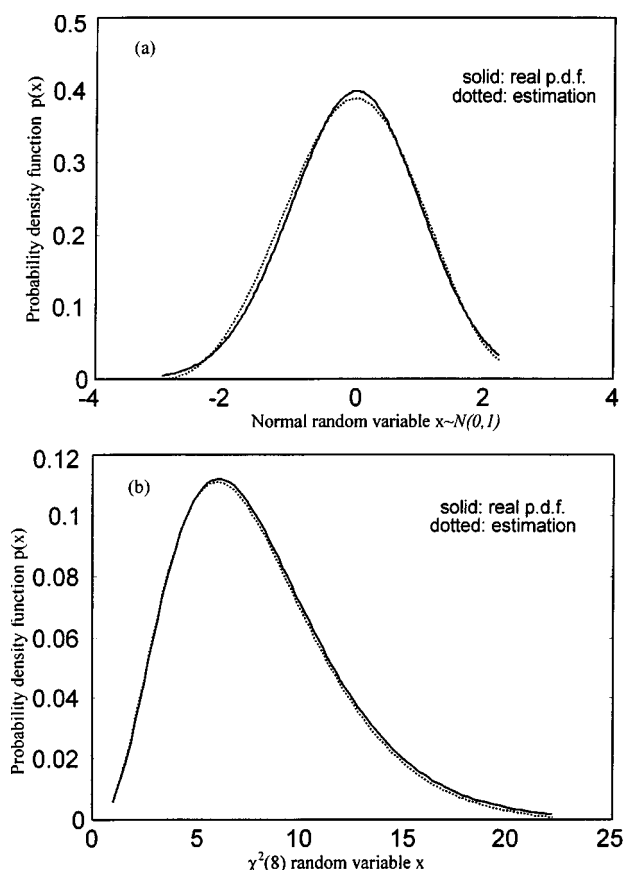 0.5
(a)
solid: real p.d.f.
dotted: estimation
0.4
0.3
0.2
0.1
0
Probability density function p(x)
-4
-2
0
2
4
Normal random variable x~N(0,1)
0.12
(b)
solid: real p.d.f.
dotted: estimation
0.1
0.08
0.06
0.04
0.02
0
Probability density function p(x)
0
5
10
15
20
25
χ²(8) random variable x